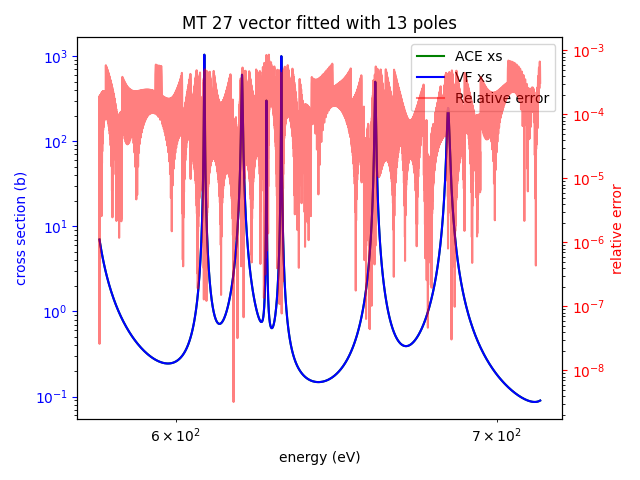 MT 27 vector fitted with 13 poles
ACE xs
VF xs
Relative error
10³
10²
10¹
10⁰
10⁻¹
cross section (b)
10⁻³
10⁻⁴
10⁻⁵
10⁻⁶
10⁻⁷
10⁻⁸
relative error
6 × 10² 7 × 10²
energy (eV)